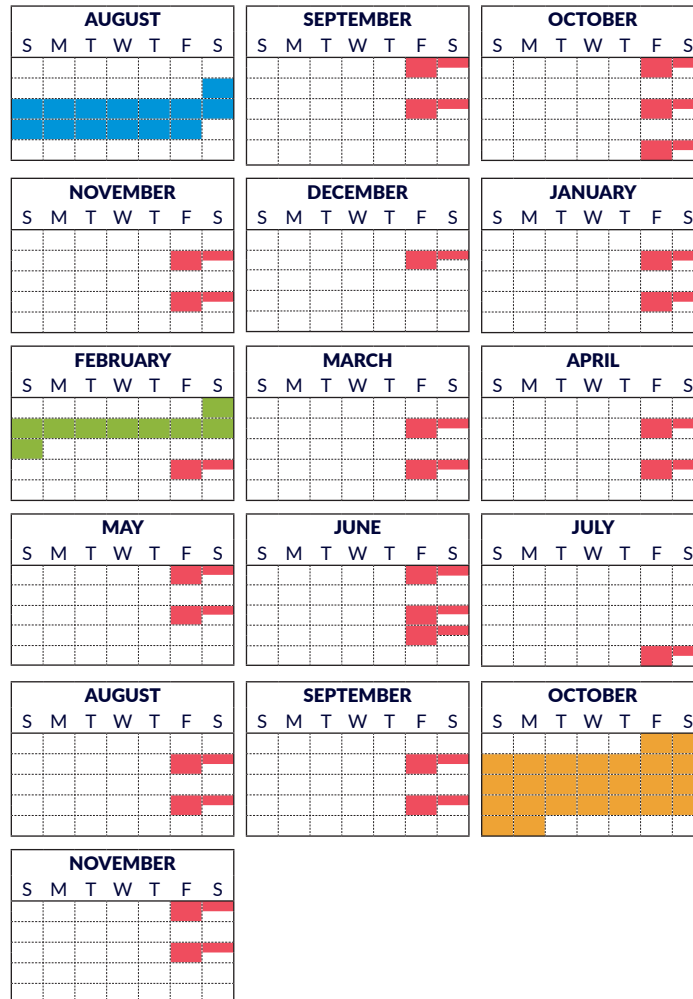 AUGUST
S M T W T F S
SEPTEMBER
S M T W T F S
OCTOBER
S M T W T F S
NOVEMBER
S M T W T F S
DECEMBER
S M T W T F S
JANUARY
S M T W T F S
FEBRUARY
S M T W T F S
MARCH
S M T W T F S
APRIL
S M T W T F S
MAY
S M T W T F S
JUNE
S M T W T F S
JULY
S M T W T F S
AUGUST
S M T W T F S
SEPTEMBER
S M T W T F S
OCTOBER
S M T W T F S
NOVEMBER
S M T W T F S